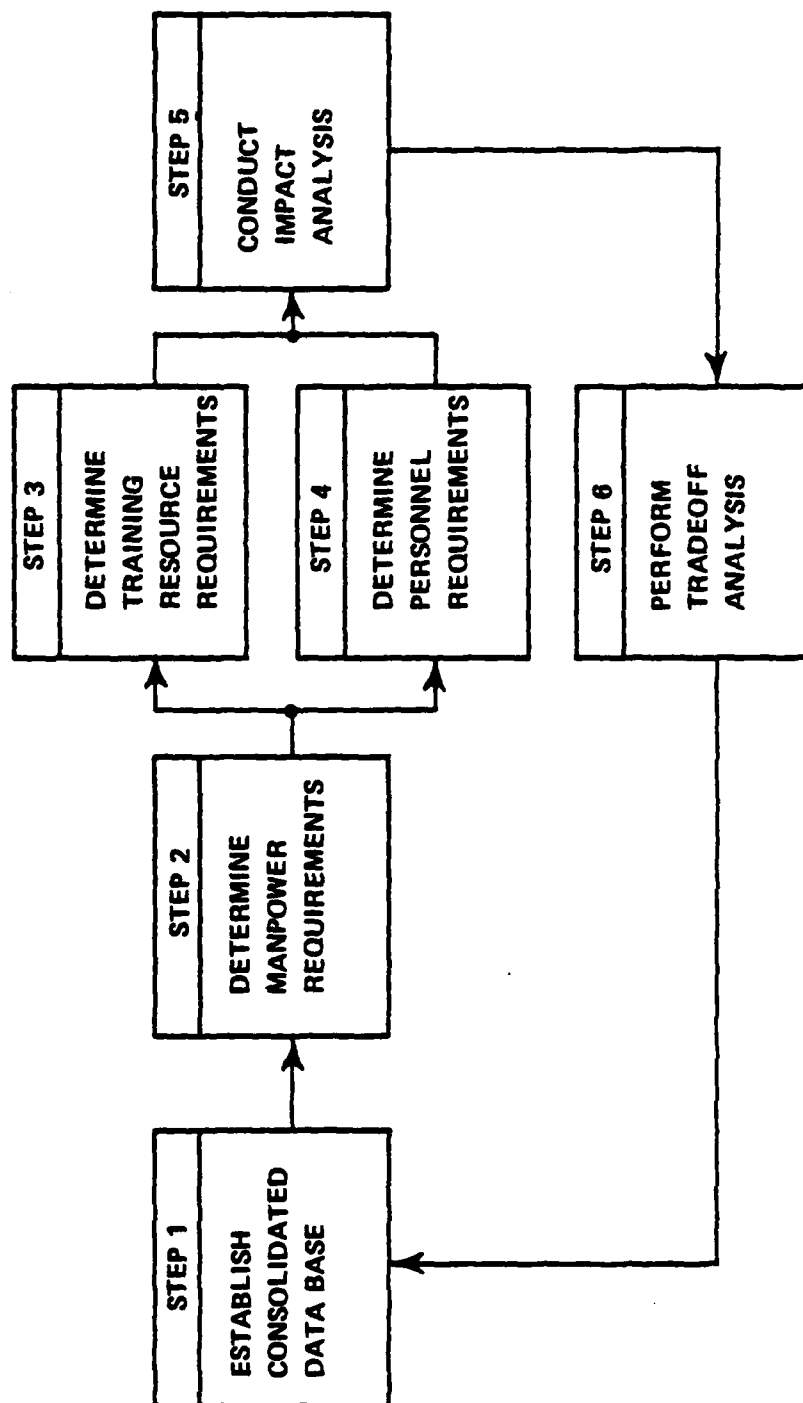 STEP 1
ESTABLISH
CONSOLIDATED
DATA BASE
STEP 2
DETERMINE
MANPOWER
REQUIREMENTS
STEP 3
DETERMINE
TRAINING
RESOURCE
REQUIREMENTS
STEP 4
DETERMINE
PERSONNEL
REQUIREMENTS
STEP 5
CONDUCT
IMPACT
ANALYSIS
STEP 6
PERFORM
TRADEOFF
ANALYSIS